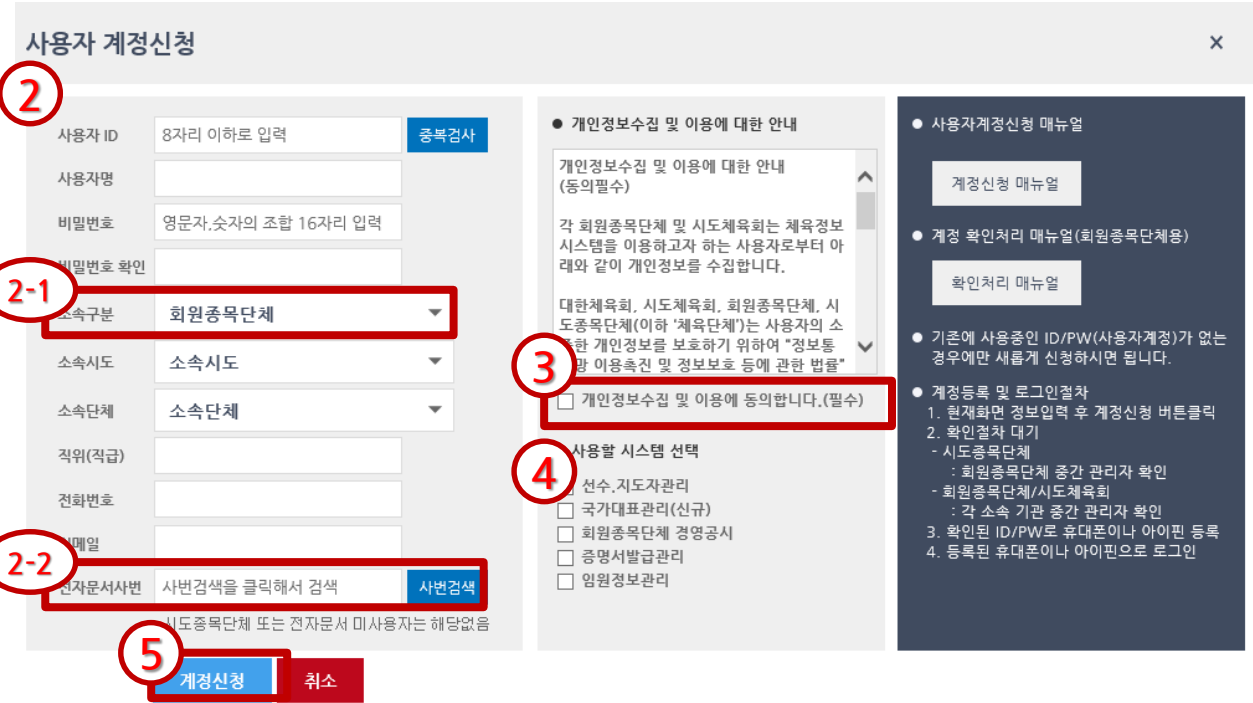 사용자 계정신청
×
2
사용자 ID
8자리 이하로 입력
중복검사
사용자명
비밀번호
영문자,숫자의 조합 16자리 입력
비밀번호 확인
2-1
소속구분
회원종목단체
소속시도
소속시도
소속단체
소속단체
직위(직급)
전화번호
이메일
2-2
전자문서사번
사번검색을 클릭해서 검색
사번검색
시도종목단체 또는 전자문서 미사용자는 해당없음
5
계정신청
취소
● 개인정보수집 및 이용에 대한 안내
개인정보수집 및 이용에 대한 안내
(동의필수)
각 회원종목단체 및 시도체육회는 체육정보
시스템을 이용하고자 하는 사용자로부터 아
래와 같이 개인정보를 수집합니다.
대한체육회, 시도체육회, 회원종목단체, 시
도종목단체(이하 '체육단체')는 사용자의 소
중한 개인정보를 보호하기 위하여 "정보통
망 이용촉진 및 정보보호 등에 관한 법률"
3
개인정보수집 및 이용에 동의합니다.(필수)
4
사용할 시스템 선택
선수,지도자관리
국가대표관리(신규)
회원종목단체 경영공시
증명서발급관리
임원정보관리
● 사용자계정신청 매뉴얼
계정신청 매뉴얼
● 계정 확인처리 매뉴얼(회원종목단체용)
확인처리 매뉴얼
● 기존에 사용중인 ID/PW(사용자계정)가 없는
경우에만 새롭게 신청하시면 됩니다.
● 계정등록 및 로그인절차
1. 현재화면 정보입력 후 계정신청 버튼클릭
2. 확인절차 대기
- 시도종목단체
: 회원종목단체 중간 관리자 확인
- 회원종목단체/시도체육회
: 각 소속 기관 중간 관리자 확인
3. 확인된 ID/PW로 휴대폰이나 아이핀 등록
4. 등록된 휴대폰이나 아이핀으로 로그인